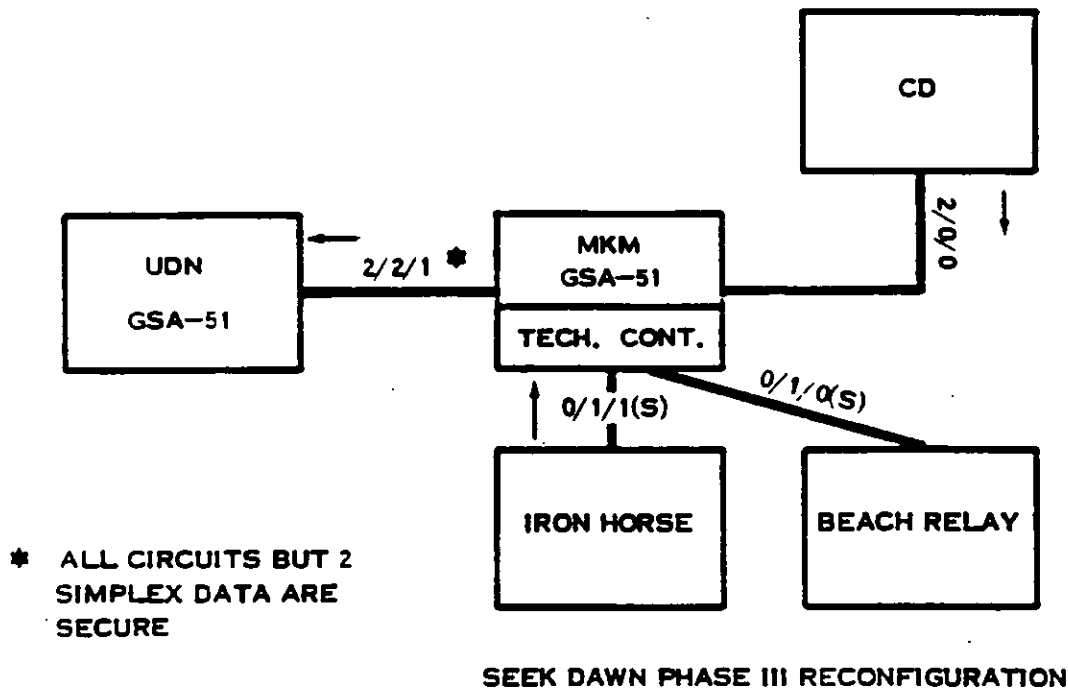 CD
2/0/0
UDN
GSA-51
2/2/1 *
MKM
GSA-51
TECH. CONT.
0/1/1(S)
0/1/0(S)
IRON HORSE
BEACH RELAY
* ALL CIRCUITS BUT 2
SIMPLEX DATA ARE
SECURE
SEEK DAWN PHASE III RECONFIGURATION